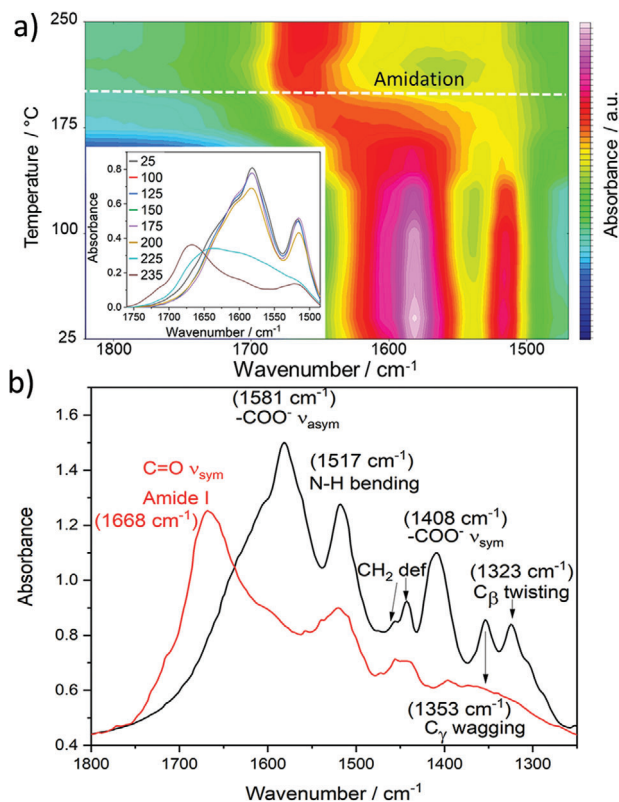 a)
250
175
100
25
Temperature / °C
Amidation
Absorbance / a.u.
0.8
0.6
0.4
0.2
0.0
Absorbance
25
100
125
150
175
200
225
235
1750 1700 1650 1600 1550 1500
Wavenumber / cm-1
1800 1700 1600 1500
Wavenumber / cm-1
b)
1.6
1.4
1.2
1.0
0.8
0.6
0.4
Absorbance
(1581 cm-1)
-COO- νasym
C=O νsym
Amide I
(1668 cm-1)
(1517 cm-1)
N-H bending
(1408 cm-1)
-COO- νsym
CH2 def
(1323 cm-1)
Cβ twisting
(1353 cm-1)
Cγ wagging
1800 1700 1600 1500 1400 1300
Wavenumber / cm-1